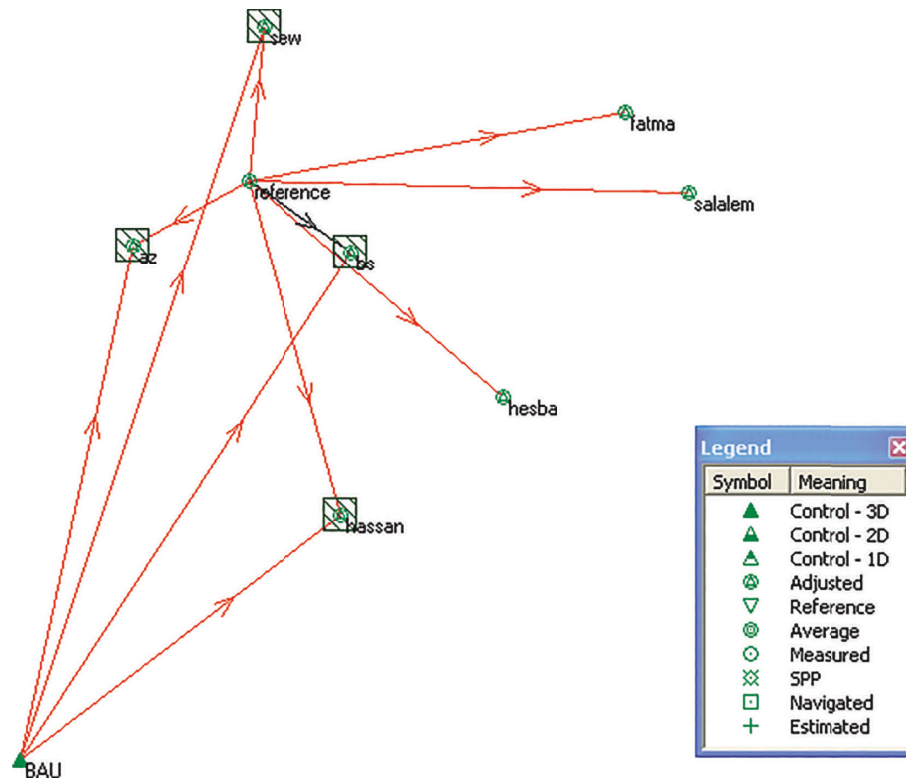 sew
fatma
reference
salalem
az
bs
hesba
hassan
BAU
Legend
Symbol Meaning
Control - 3D
Control - 2D
Control - 1D
Adjusted
Reference
Average
Measured
SPP
Navigated
Estimated